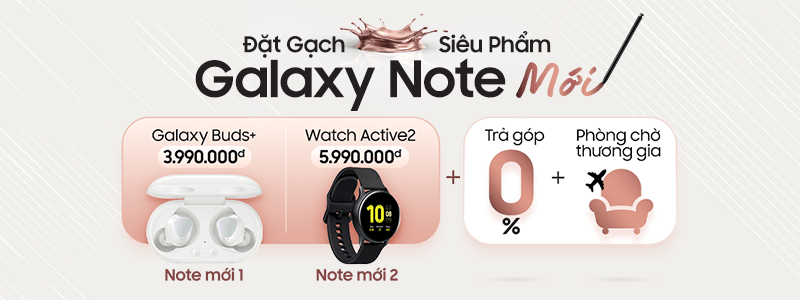 Đặt Gạch Siêu Phẩm
Galaxy Note Mới
Galaxy Buds+
3.990.000đ
Watch Active2
5.990.000đ
+
Trả góp
0
%
+
Phòng chờ
thương gia
Note mới 1
Note mới 2